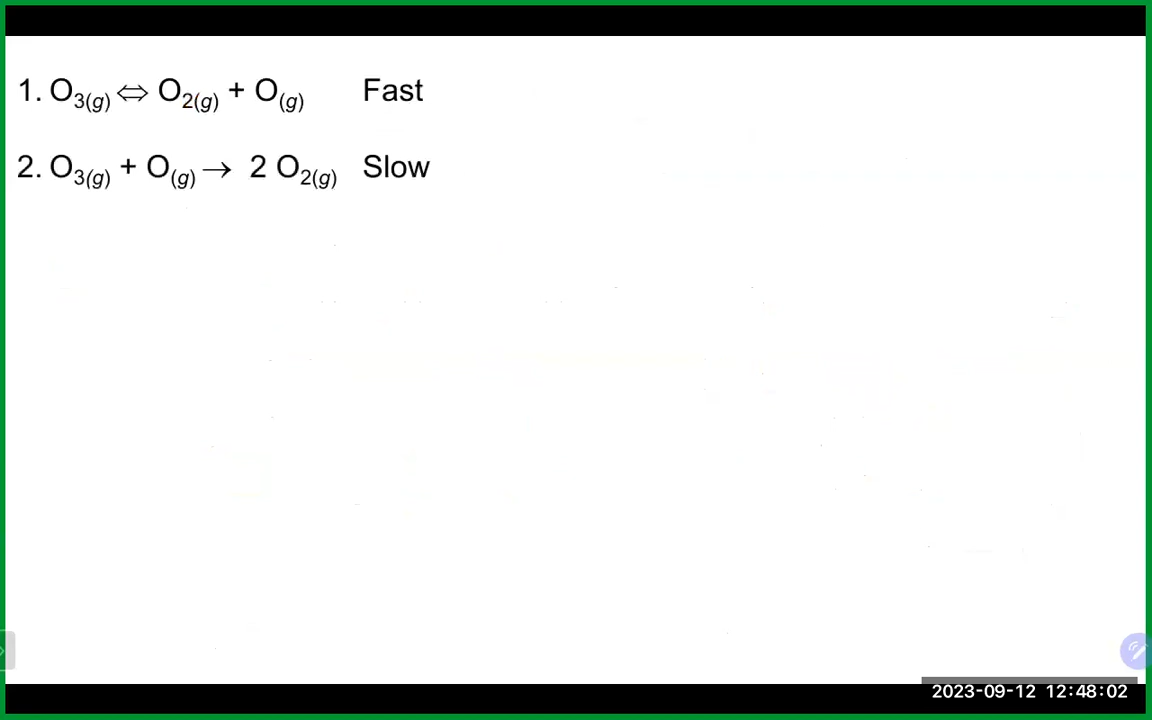 1. O3(g) ⇔ O2(g) + O(g) Fast
2. O3(g) + O(g) → 2 O2(g) Slow
2023-09-12 12:48:02